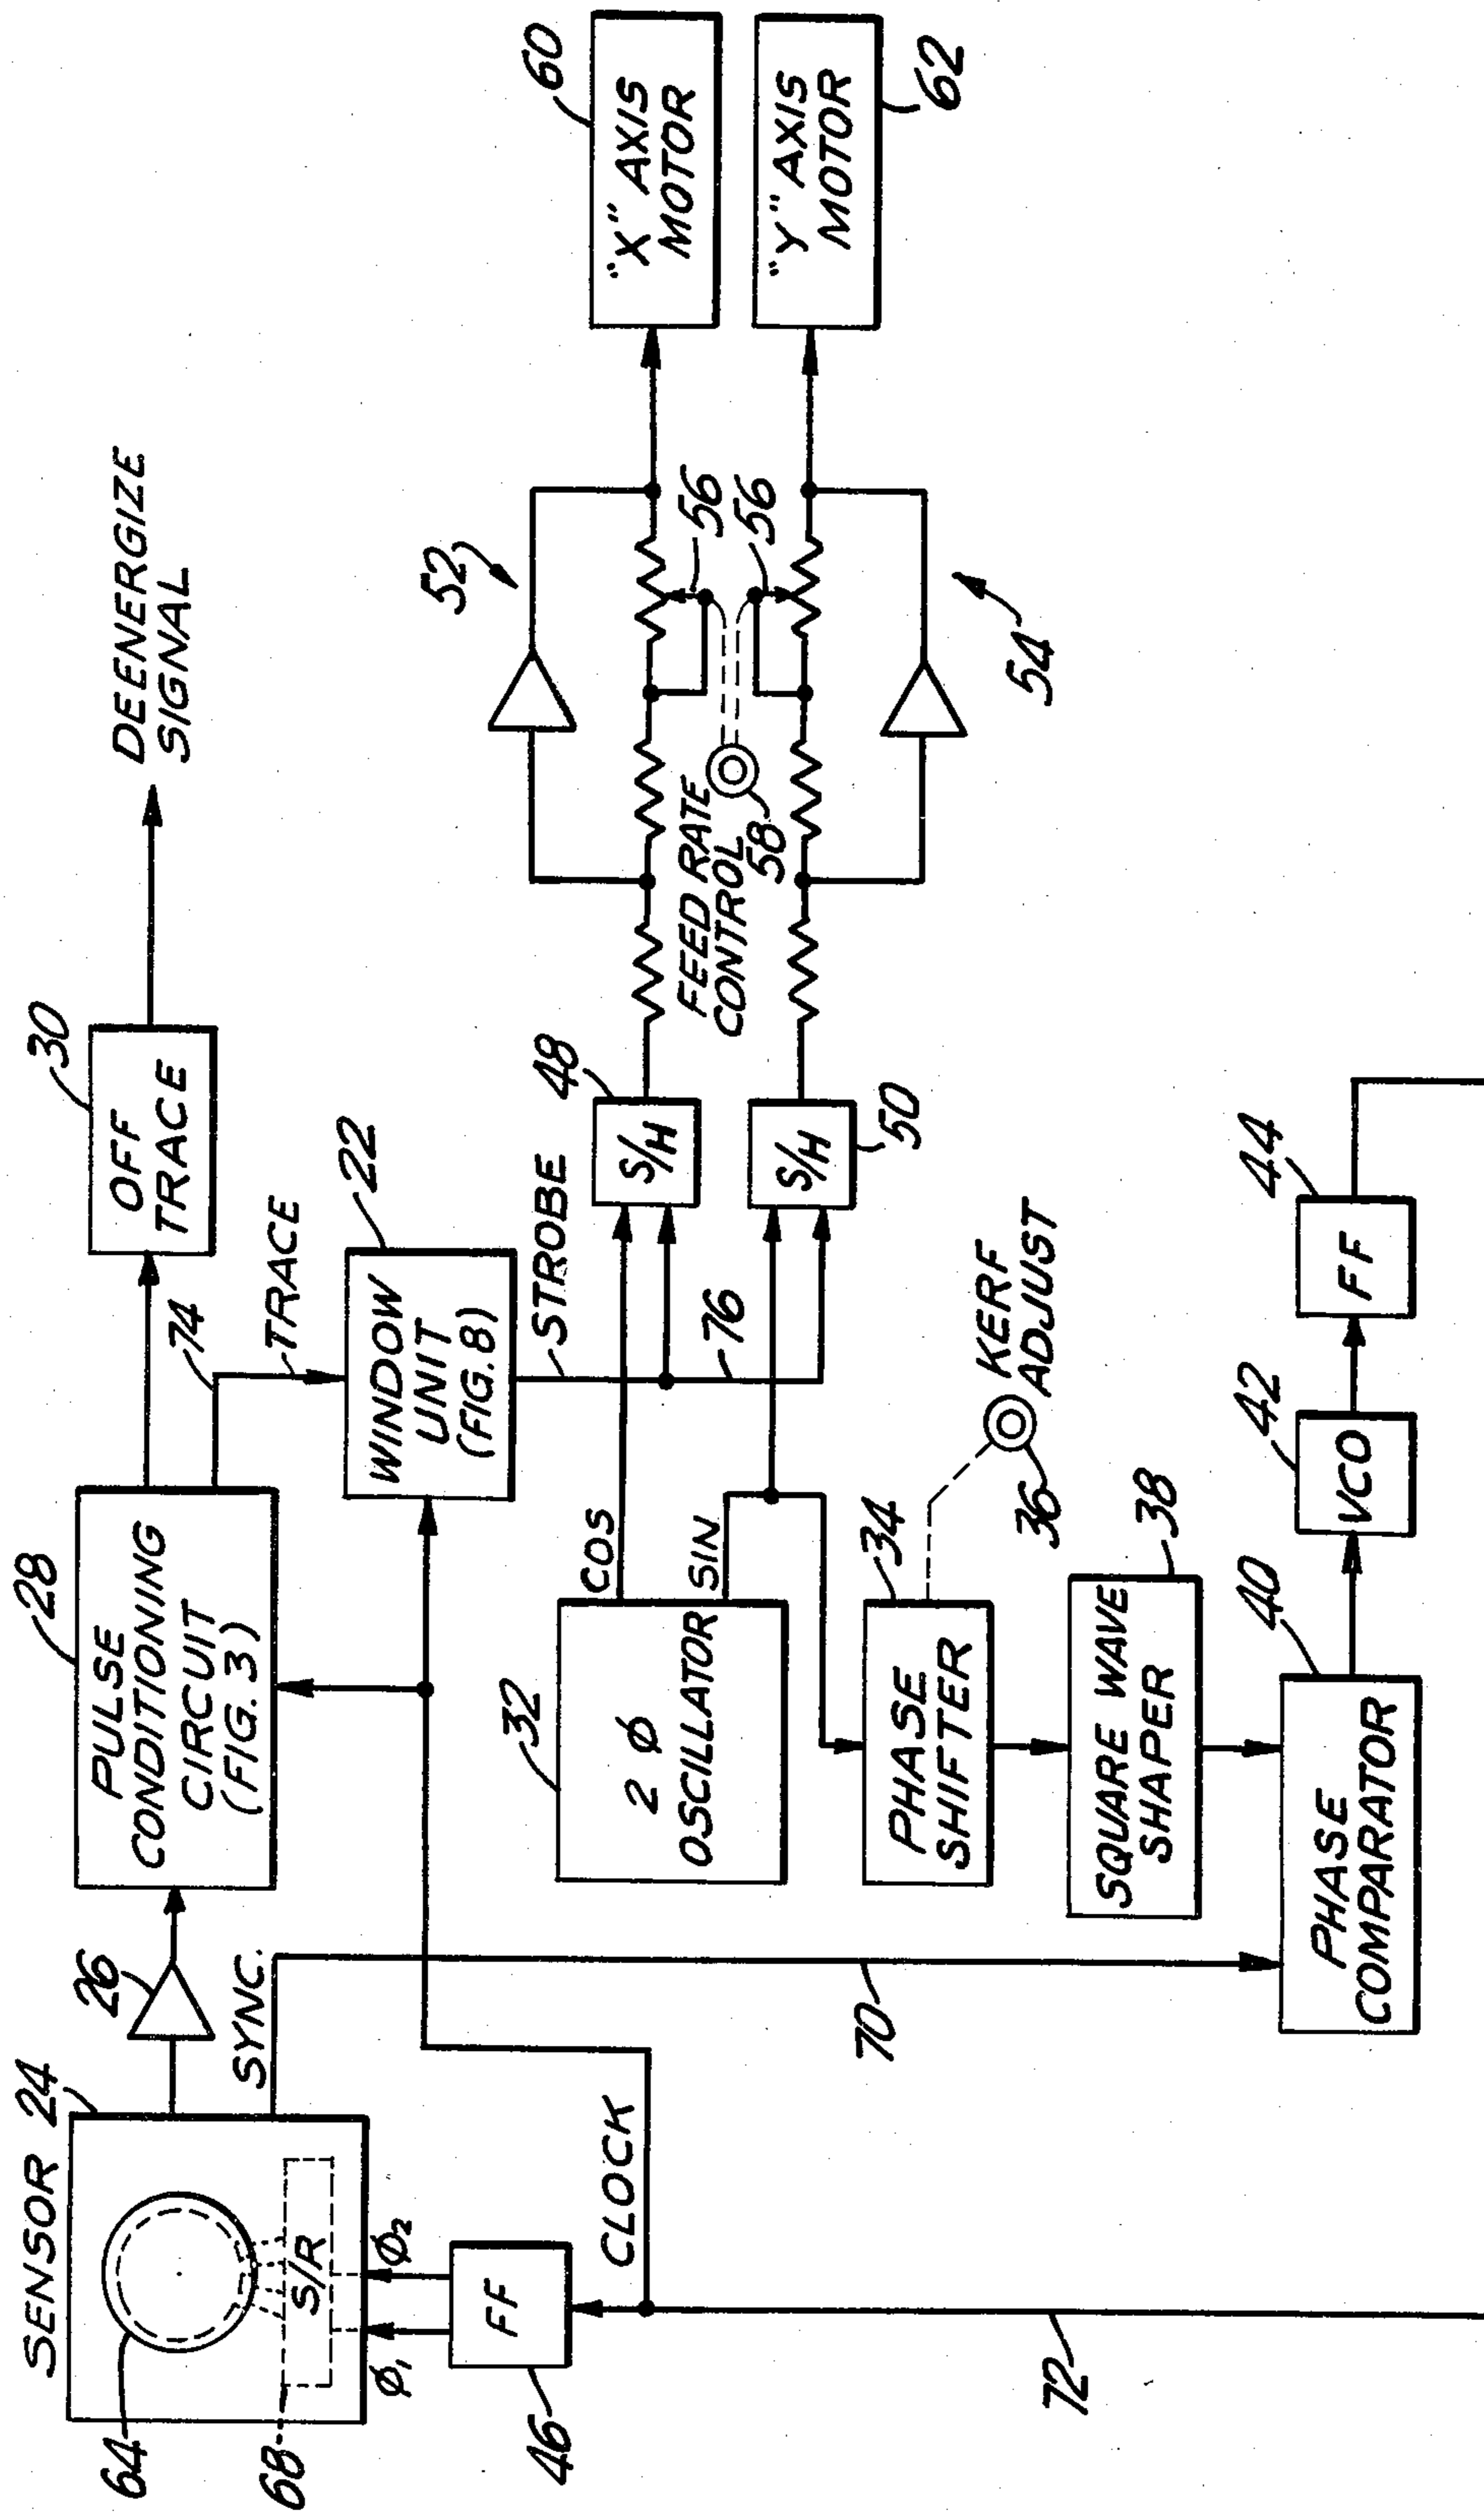 SENSOR 24
64
68
S/R
Φ1
Φ2
FF
46
CLOCK
72
26
SYNC.
70
28
PULSE
CONDITIONING
CIRCUIT
(FIG. 3)
30
OFF
TRACE
DEENERGIZE
SIGNAL
74
TRACE
22
WINDOW
UNIT
(FIG. 8)
STROBE
76
32
2 Φ
OSCILLATOR
COS
SIN
34
PHASE
SHIFTER
36
KERF
ADJUST
38
SQUARE WAVE
SHAPER
40
PHASE
COMPARATOR
42
VCO
44
FF
48
S/H
S/H
50
52
54
56
56
FEED RATE
CONTROL
58
60
"X" AXIS
MOTOR
"Y" AXIS
MOTOR
62